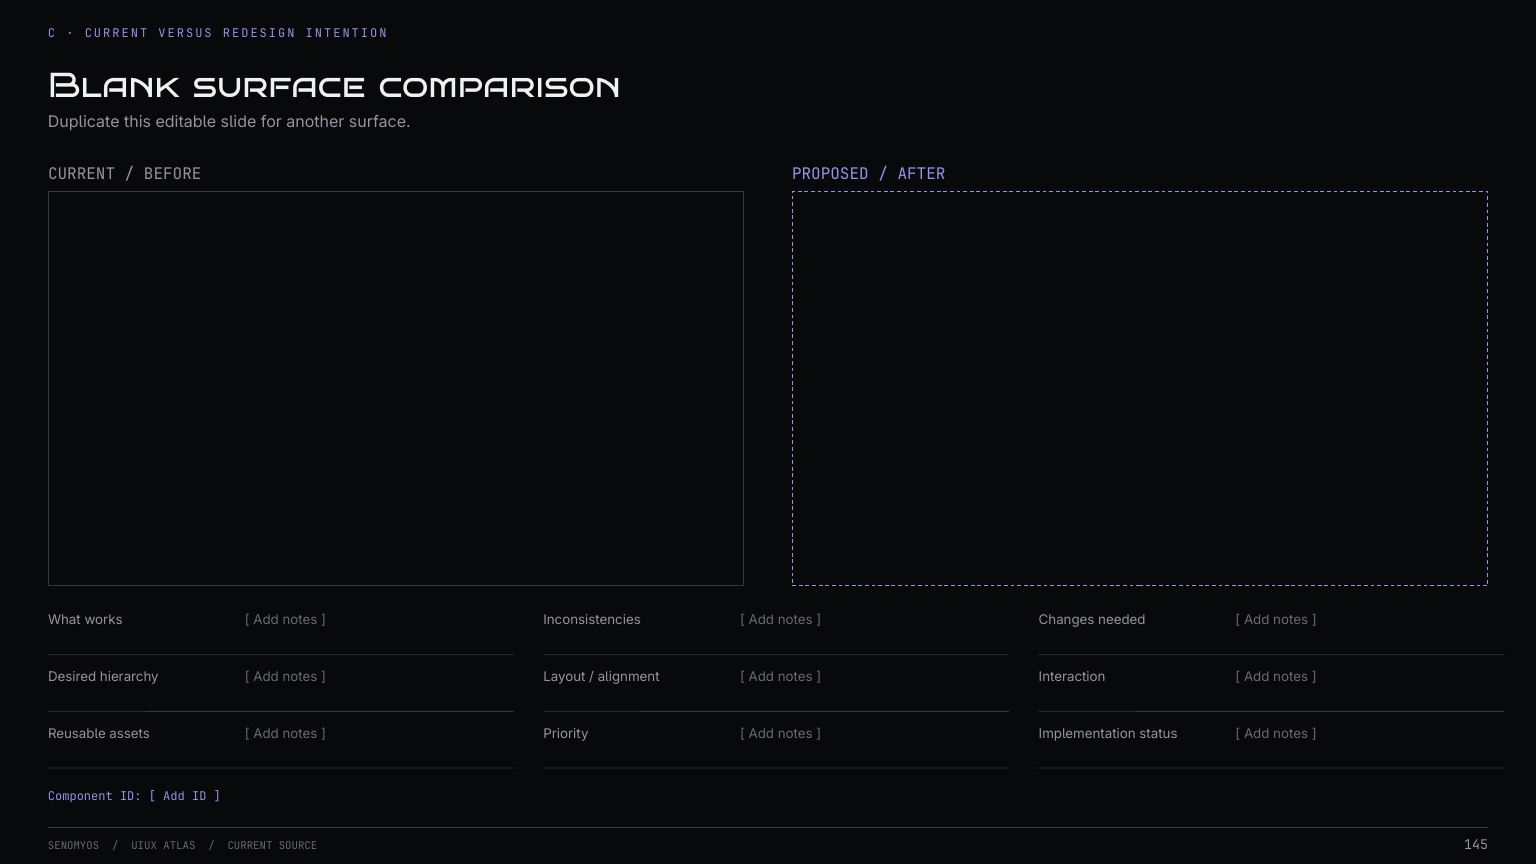 C · CURRENT VERSUS REDESIGN INTENTION
Blank surface comparison
Duplicate this editable slide for another surface.
CURRENT / BEFORE
PROPOSED / AFTER
What works [ Add notes ] Inconsistencies [ Add notes ] Changes needed [ Add notes ]
Desired hierarchy [ Add notes ] Layout / alignment [ Add notes ] Interaction [ Add notes ]
Reusable assets [ Add notes ] Priority [ Add notes ] Implementation status [ Add notes ]
Component ID: [ Add ID ]
SENOMYOS / UIUX ATLAS / CURRENT SOURCE 145